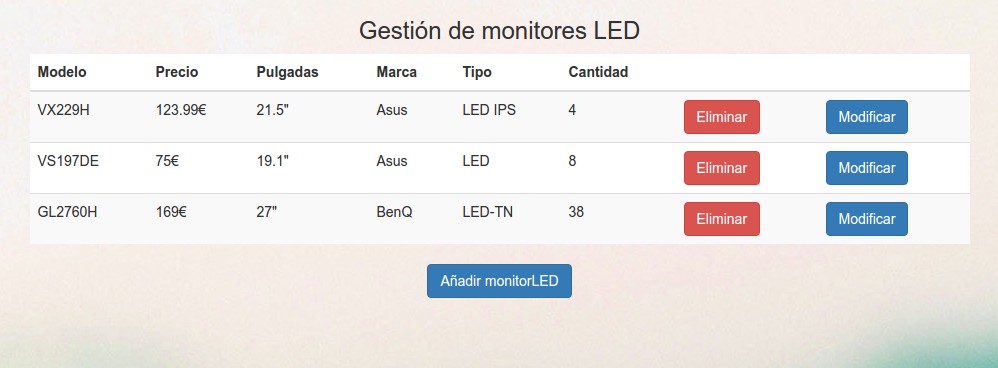 Gestión de monitores LED
Modelo Precio Pulgadas Marca Tipo Cantidad
VX229H 123.99€ 21.5" Asus LED IPS 4 Eliminar Modificar
VS197DE 75€ 19.1" Asus LED 8 Eliminar Modificar
GL2760H 169€ 27" BenQ LED-TN 38 Eliminar Modificar
Añadir monitorLED